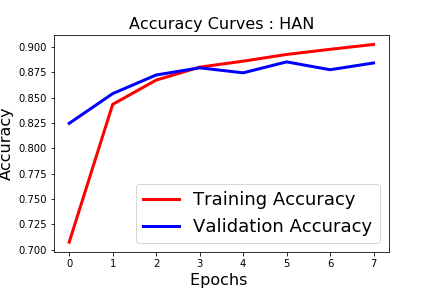 Accuracy Curves : HAN
Accuracy
0.900
0.875
0.850
0.825
0.800
0.775
0.750
0.725
0.700
Training Accuracy
Validation Accuracy
0 1 2 3 4 5 6 7
Epochs